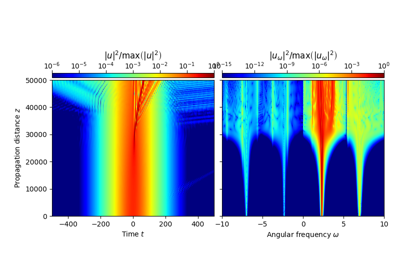 |u|²/max(|u|²)
|u_ω|²/max(|u_ω|²)
10⁻⁶ 10⁻⁵ 10⁻⁴ 10⁻³ 10⁻² 10⁻¹
10⁻¹⁵ 10⁻¹² 10⁻⁹ 10⁻⁶ 10⁻³ 10⁰
50000
40000
30000
20000
10000
0
Propagation distance z
−400 −200 0 200 400
−10 −5 0 5 10
Time t
Angular frequency ω